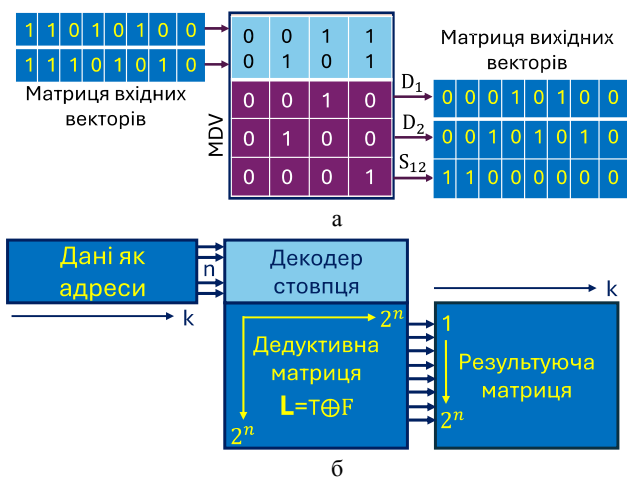 1 1 0 1 0 1 0 0
1 1 1 0 1 0 1 0
Матриця вхідних
векторів
MDV
0 0 1 1
0 1 0 1
0 0 1 0
0 1 0 0
0 0 0 1
D1
D2
S12
Матриця вихідних
векторів
0 0 0 1 0 1 0 0
0 0 1 0 1 0 1 0
1 1 0 0 0 0 0 0
а
Дані як
адреси
n
k
Декодер
стовпця
2ⁿ
Дедуктивна
матриця
L=T⊕F
2ⁿ
k
1
Результуюча
матриця
2ⁿ
б